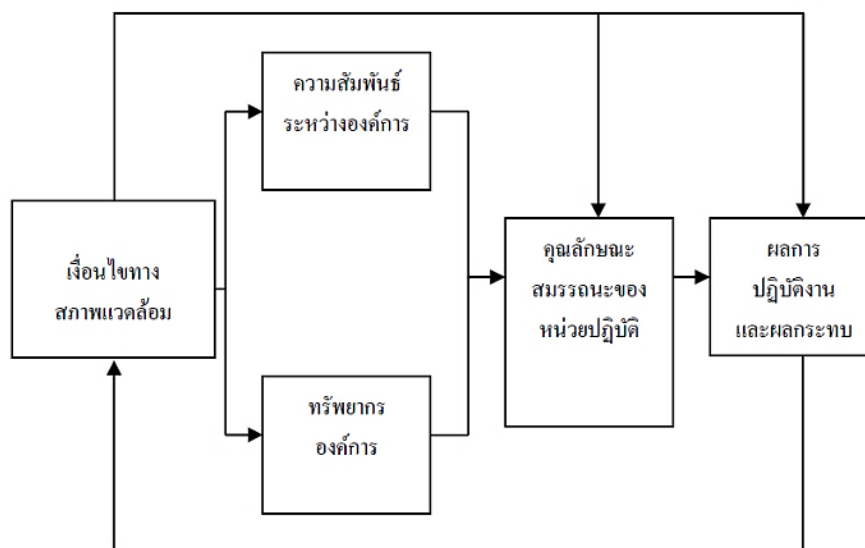 ความสัมพันธ์
ระหว่างองค์การ
เงื่อนไขทาง
สภาพแวดล้อม
ทรัพยากร
องค์การ
คุณลักษณะ
สมรรถนะของ
หน่วยปฏิบัติ
ผลการ
ปฏิบัติงาน
และผลกระทบ